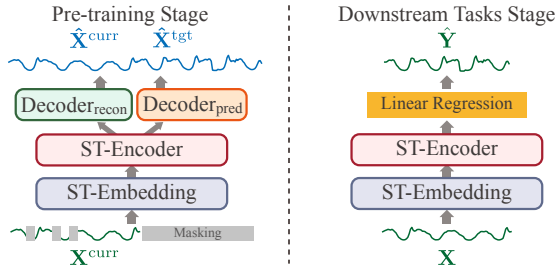 Pre-training Stage
X̂^curr X̂^tgt
Decoder_recon Decoder_pred
ST-Encoder
ST-Embedding
Masking
X^curr
Downstream Tasks Stage
Ŷ
Linear Regression
ST-Encoder
ST-Embedding
X